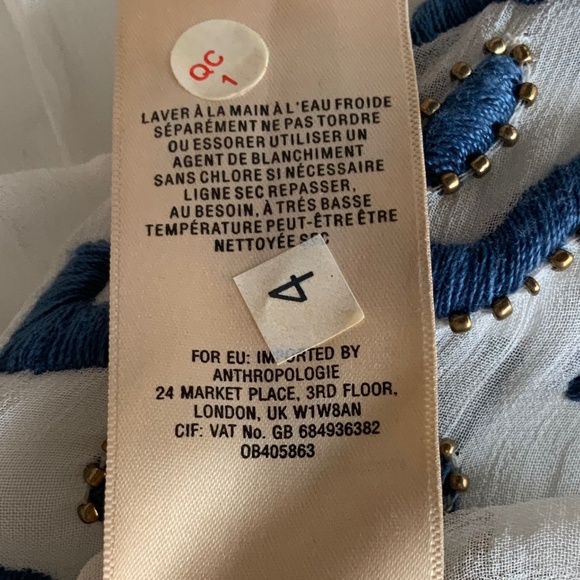 QC
1
LAVER À LA MAIN À L'EAU FROIDE
SÉPARÉMENT NE PAS TORDRE
OU ESSORER UTILISER UN
AGENT DE BLANCHIMENT
SANS CHLORE SI NÉCESSAIRE
LIGNE SEC REPASSER,
AU BESOIN, À TRÉS BASSE
TEMPÉRATURE PEUT-ÊTRE ÊTRE
NETTOYÉE SEC
4
FOR EU: IMPORTED BY
ANTHROPOLOGIE
24 MARKET PLACE, 3RD FLOOR,
LONDON, UK W1W8AN
CIF: VAT No. GB 684936382
OB405863